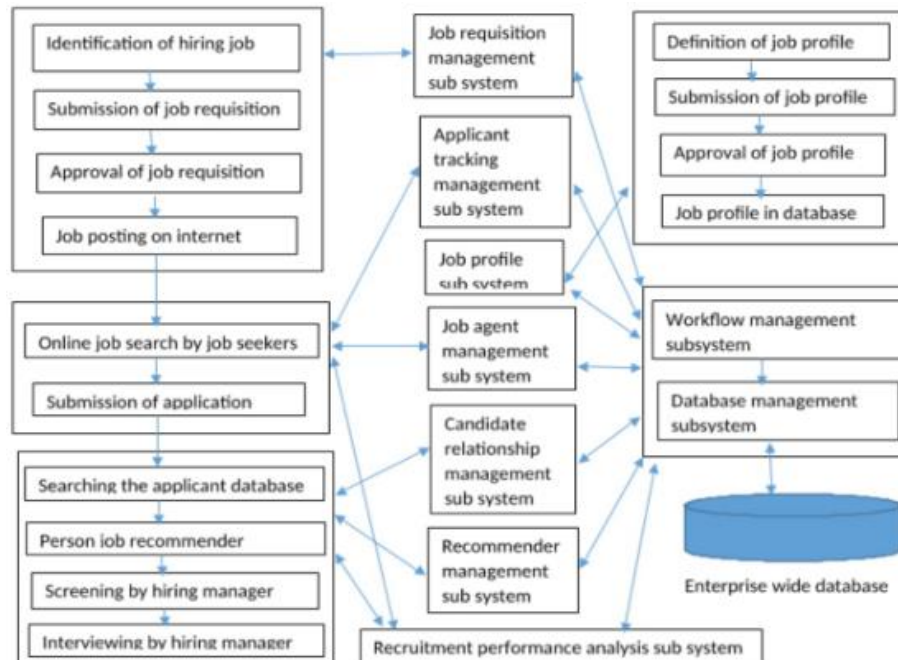 Identification of hiring job
Submission of job requisition
Approval of job requisition
Job posting on internet
Online job search by job seekers
Submission of application
Searching the applicant database
Person job recommender
Screening by hiring manager
Interviewing by hiring manager
Job requisition
management
sub system
Applicant
tracking
management
sub system
Job profile
sub system
Job agent
management
sub system
Candidate
relationship
management
sub system
Recommender
management
sub system
Recruitment performance analysis sub system
Definition of job profile
Submission of job profile
Approval of job profile
Job profile in database
Workflow management
subsystem
Database management
subsystem
Enterprise wide database